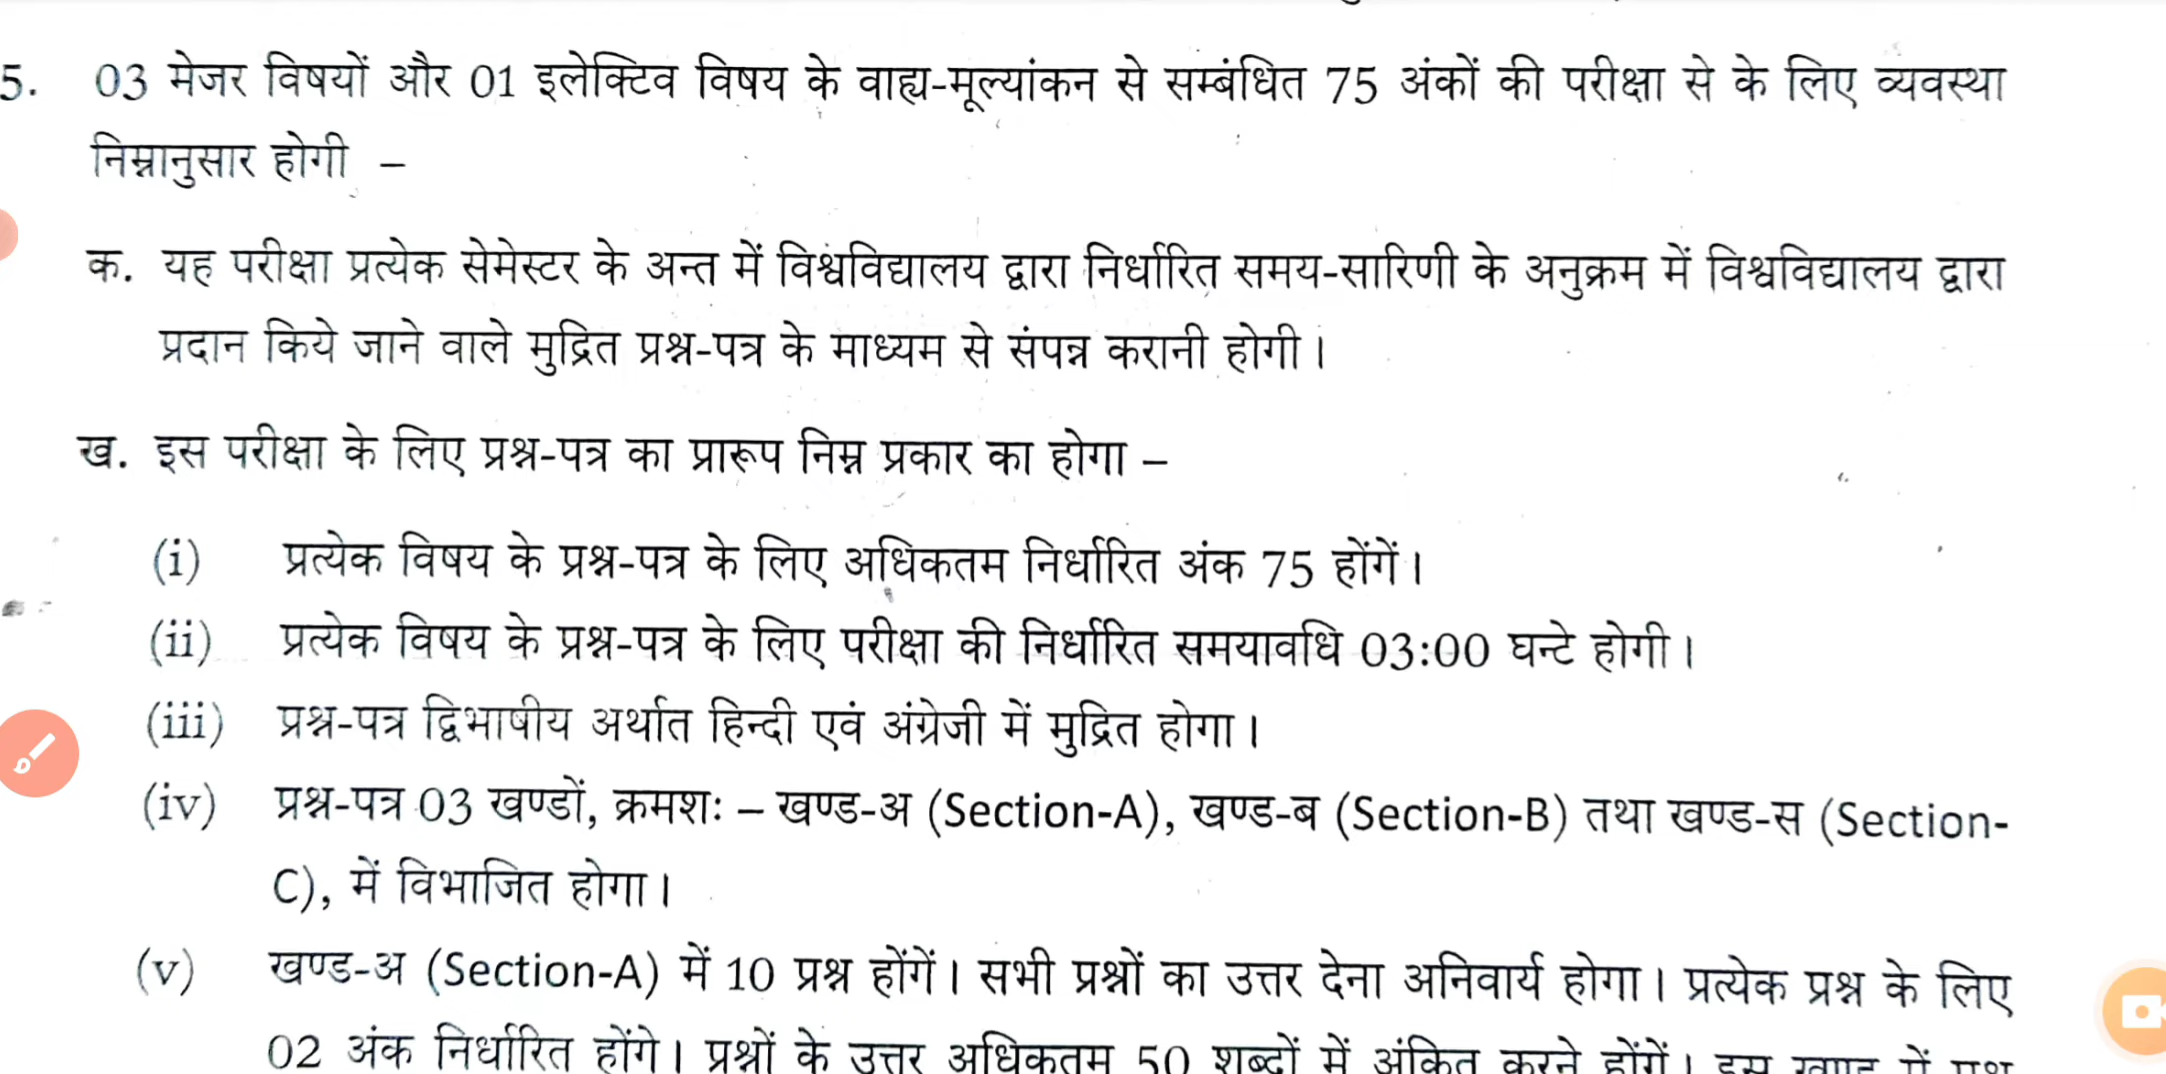 5. 03 मेजर विषयों और 01 इलेक्टिव विषय के वाह्य-मूल्यांकन से सम्बंधित 75 अंकों की परीक्षा से के लिए व्यवस्था
निम्नानुसार होगी –
क. यह परीक्षा प्रत्येक सेमेस्टर के अन्त में विश्वविद्यालय द्वारा निर्धारित समय-सारिणी के अनुक्रम में विश्वविद्यालय द्वारा
प्रदान किये जाने वाले मुद्रित प्रश्न-पत्र के माध्यम से संपन्न करानी होगी।
ख. इस परीक्षा के लिए प्रश्न-पत्र का प्रारूप निम्न प्रकार का होगा –
(i) प्रत्येक विषय के प्रश्न-पत्र के लिए अधिकतम निर्धारित अंक 75 होंगें।
(ii) प्रत्येक विषय के प्रश्न-पत्र के लिए परीक्षा की निर्धारित समयावधि 03:00 घन्टे होगी।
(iii) प्रश्न-पत्र द्विभाषीय अर्थात हिन्दी एवं अंग्रेजी में मुद्रित होगा।
(iv) प्रश्न-पत्र 03 खण्डों, क्रमशः – खण्ड-अ (Section-A), खण्ड-ब (Section-B) तथा खण्ड-स (Section-
C), में विभाजित होगा।
(v) खण्ड-अ (Section-A) में 10 प्रश्न होंगें। सभी प्रश्नों का उत्तर देना अनिवार्य होगा। प्रत्येक प्रश्न के लिए
02 अंक निर्धारित होंगे। प्रश्नों के उत्तर अधिकतम 50 शब्दों में अंकित करने होंगें। इस खण्ड में